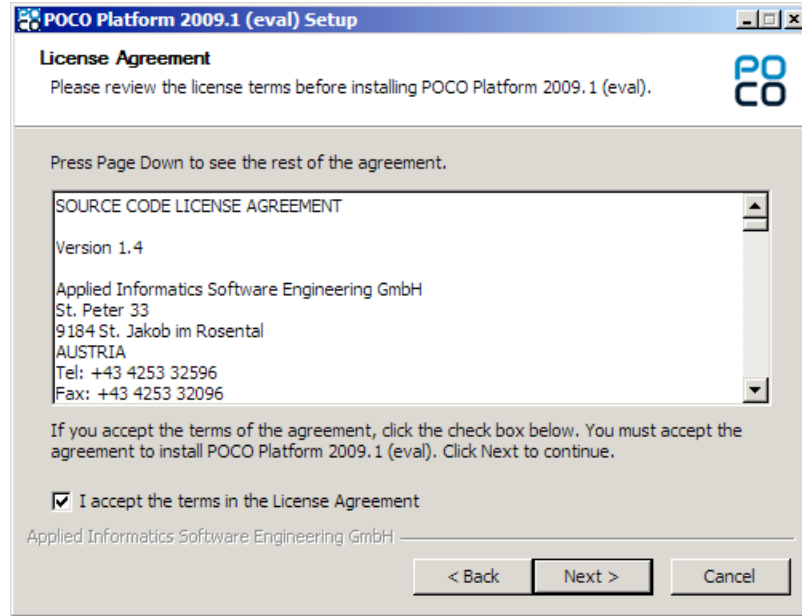 POCO Platform 2009.1 (eval) Setup
License Agreement
Please review the license terms before installing POCO Platform 2009.1 (eval).
PO
CO
Press Page Down to see the rest of the agreement.
SOURCE CODE LICENSE AGREEMENT
Version 1.4
Applied Informatics Software Engineering GmbH
St. Peter 33
9184 St. Jakob im Rosental
AUSTRIA
Tel: +43 4253 32596
Fax: +43 4253 32096
If you accept the terms of the agreement, click the check box below. You must accept the
agreement to install POCO Platform 2009.1 (eval). Click Next to continue.
I accept the terms in the License Agreement
Applied Informatics Software Engineering GmbH
< Back Next > Cancel